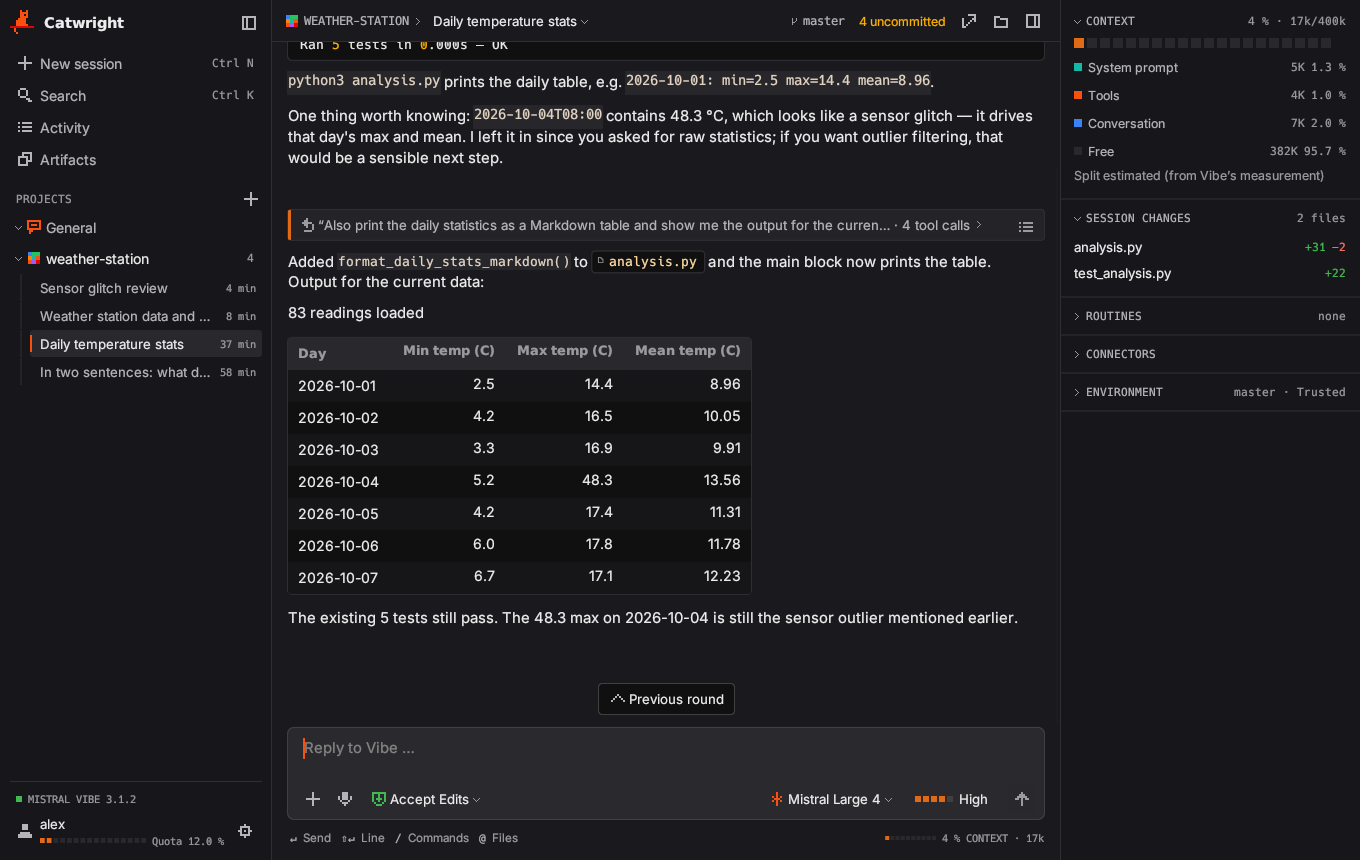 Catwright
New session Ctrl N
Search Ctrl K
Activity
Artifacts
PROJECTS
General
weather-station 4
Sensor glitch review 4 min
Weather station data and ... 8 min
Daily temperature stats 37 min
In two sentences: what d... 58 min
MISTRAL VIBE 3.1.2
alex
Quota 12.0 %
WEATHER-STATION Daily temperature stats master 4 uncommitted
Ran 5 tests in 0.000s — OK
python3 analysis.py prints the daily table, e.g. 2026-10-01: min=2.5 max=14.4 mean=8.96.
One thing worth knowing: 2026-10-04T08:00 contains 48.3 °C, which looks like a sensor glitch — it drives
that day's max and mean. I left it in since you asked for raw statistics; if you want outlier filtering, that
would be a sensible next step.
“Also print the daily statistics as a Markdown table and show me the output for the curren... · 4 tool calls
Added format_daily_stats_markdown() to analysis.py and the main block now prints the table.
Output for the current data:
83 readings loaded
Day Min temp (C) Max temp (C) Mean temp (C)
2026-10-01 2.5 14.4 8.96
2026-10-02 4.2 16.5 10.05
2026-10-03 3.3 16.9 9.91
2026-10-04 5.2 48.3 13.56
2026-10-05 4.2 17.4 11.31
2026-10-06 6.0 17.8 11.78
2026-10-07 6.7 17.1 12.23
The existing 5 tests still pass. The 48.3 max on 2026-10-04 is still the sensor outlier mentioned earlier.
Previous round
Reply to Vibe ...
Accept Edits Mistral Large 4 High
Send Line / Commands @ Files 4 % CONTEXT · 17k
CONTEXT 4 % · 17k/400k
System prompt 5K 1.3 %
Tools 4K 1.0 %
Conversation 7K 2.0 %
Free 382K 95.7 %
Split estimated (from Vibe's measurement)
SESSION CHANGES 2 files
analysis.py +31 −2
test_analysis.py +22
ROUTINES none
CONNECTORS
ENVIRONMENT master · Trusted